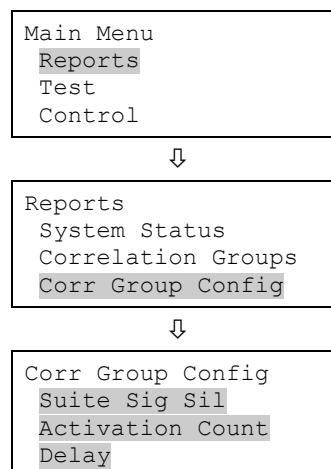 Main Menu
Reports
Test
Control
⇩
Reports
System Status
Correlation Groups
Corr Group Config
⇩
Corr Group Config
Suite Sig Sil
Activation Count
Delay